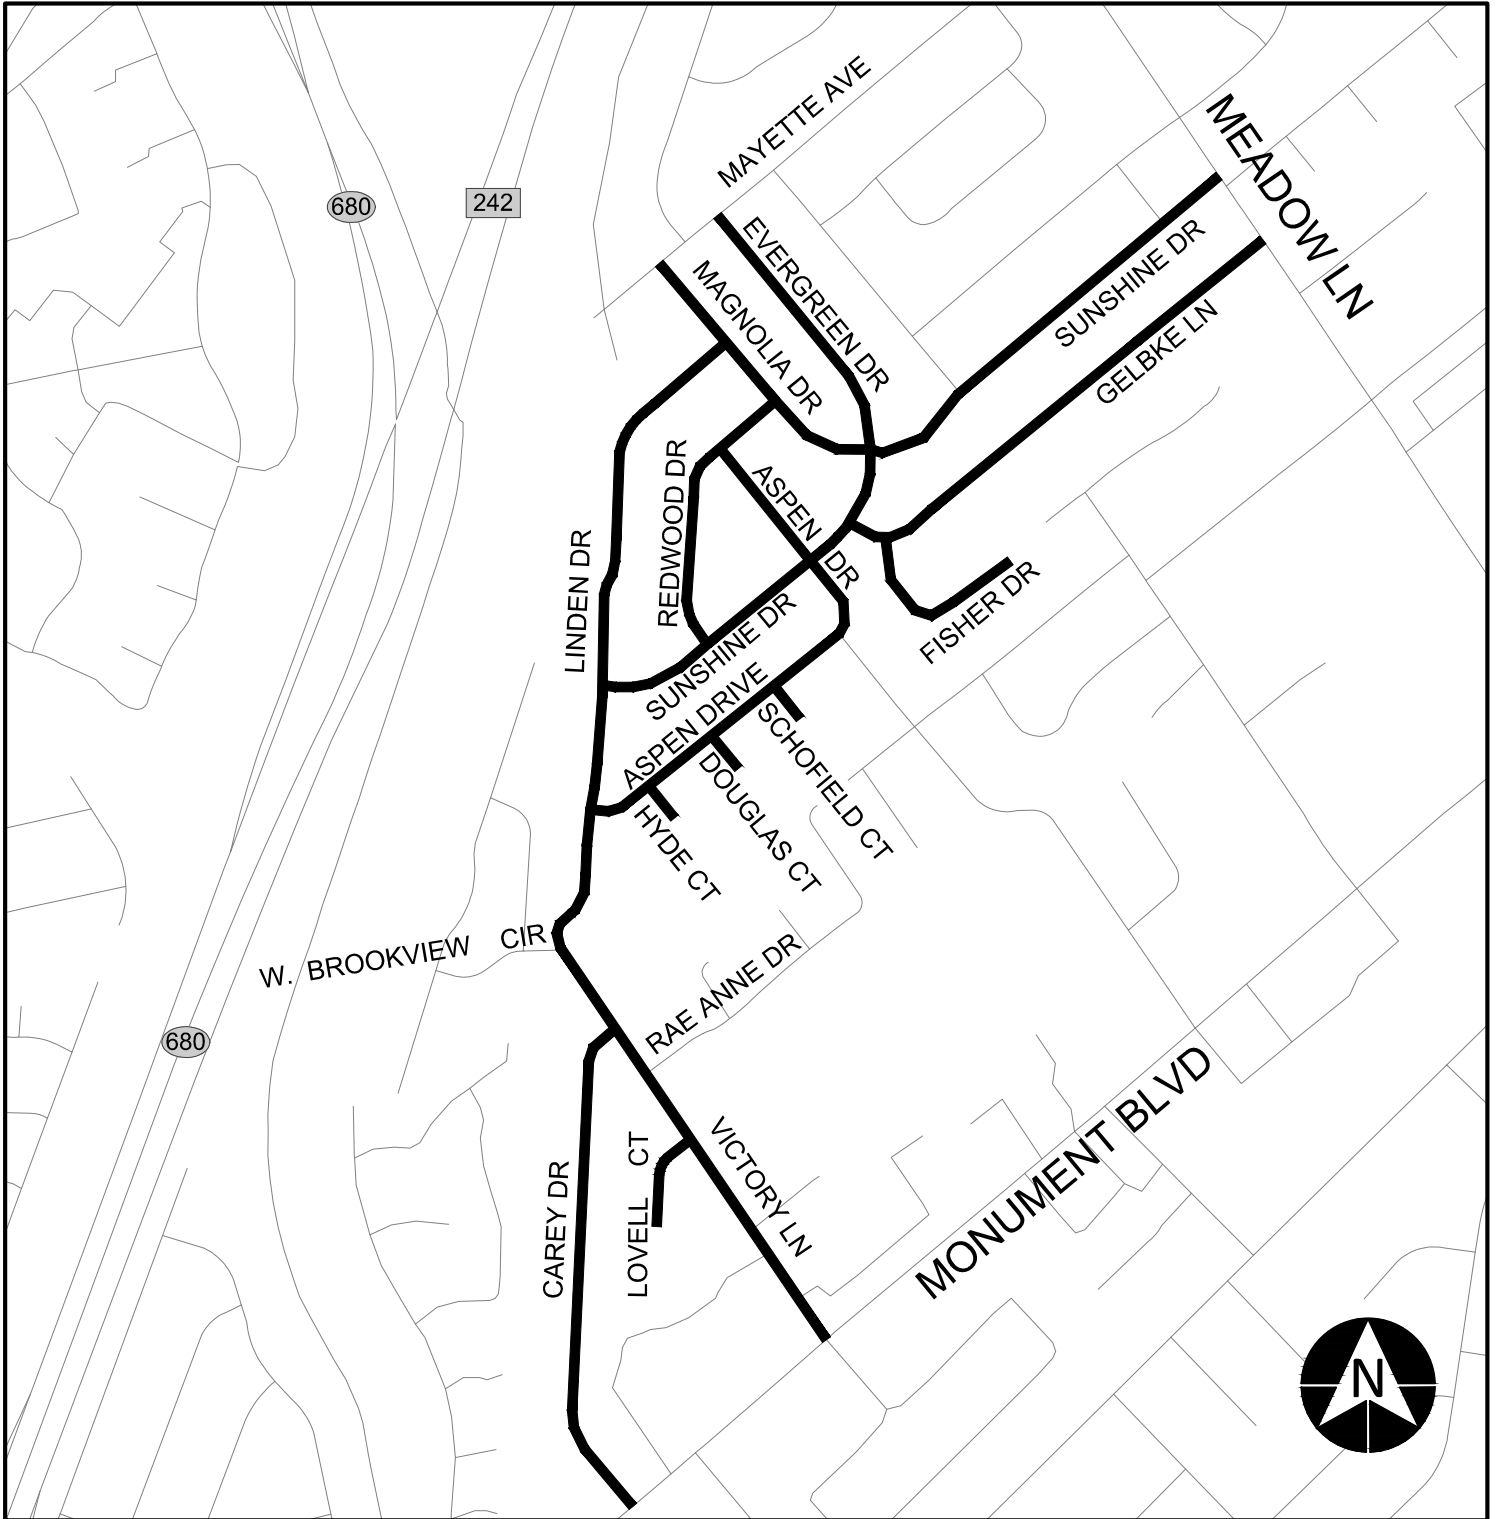 MAYETTE AVE
MEADOW LN
680
242
EVERGREEN DR
MAGNOLIA DR
SUNSHINE DR
GELBKE LN
REDWOOD DR
ASPEN DR
LINDEN DR
FISHER DR
SUNSHINE DR
ASPEN DRIVE
SCHOFIELD CT
DOUGLAS CT
HYDE CT
W. BROOKVIEW CIR
RAE ANNE DR
680
MONUMENT BLVD
VICTORY LN
LOVELL CT
CAREY DR
N